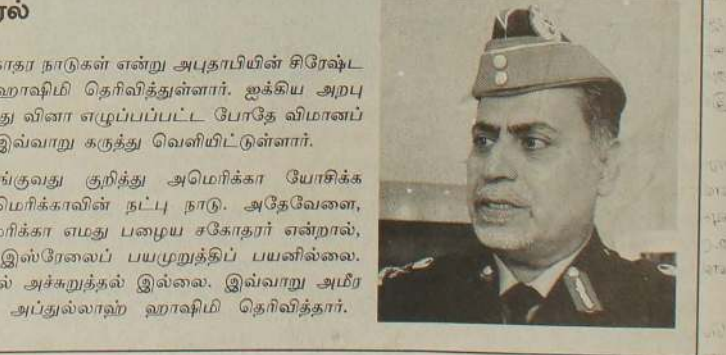 ரல்
காதர நாடுகள் என்று அபுதாபியின் சிரேஷ்ட
ஹாஷிமி தெரிவித்துள்ளார். ஐக்கிய அறபு
து வினா எழுப்பப்பட்ட போதே விமானப்
இவ்வாறு கருத்து வெளியிட்டுள்ளார்.
ங்குவது குறித்து அமெரிக்கா யோசிக்க
மெரிக்காவின் நட்பு நாடு. அதேவேளை,
ரிக்கா எமது பழைய சகோதரர் என்றால்,
இஸ்ரேலைப் பயமுறுத்திப் பயனில்லை.
ல் அச்சுறுத்தல் இல்லை. இவ்வாறு அமீர
அப்துல்லாஹ் ஹாஷிமி தெரிவித்தார்.